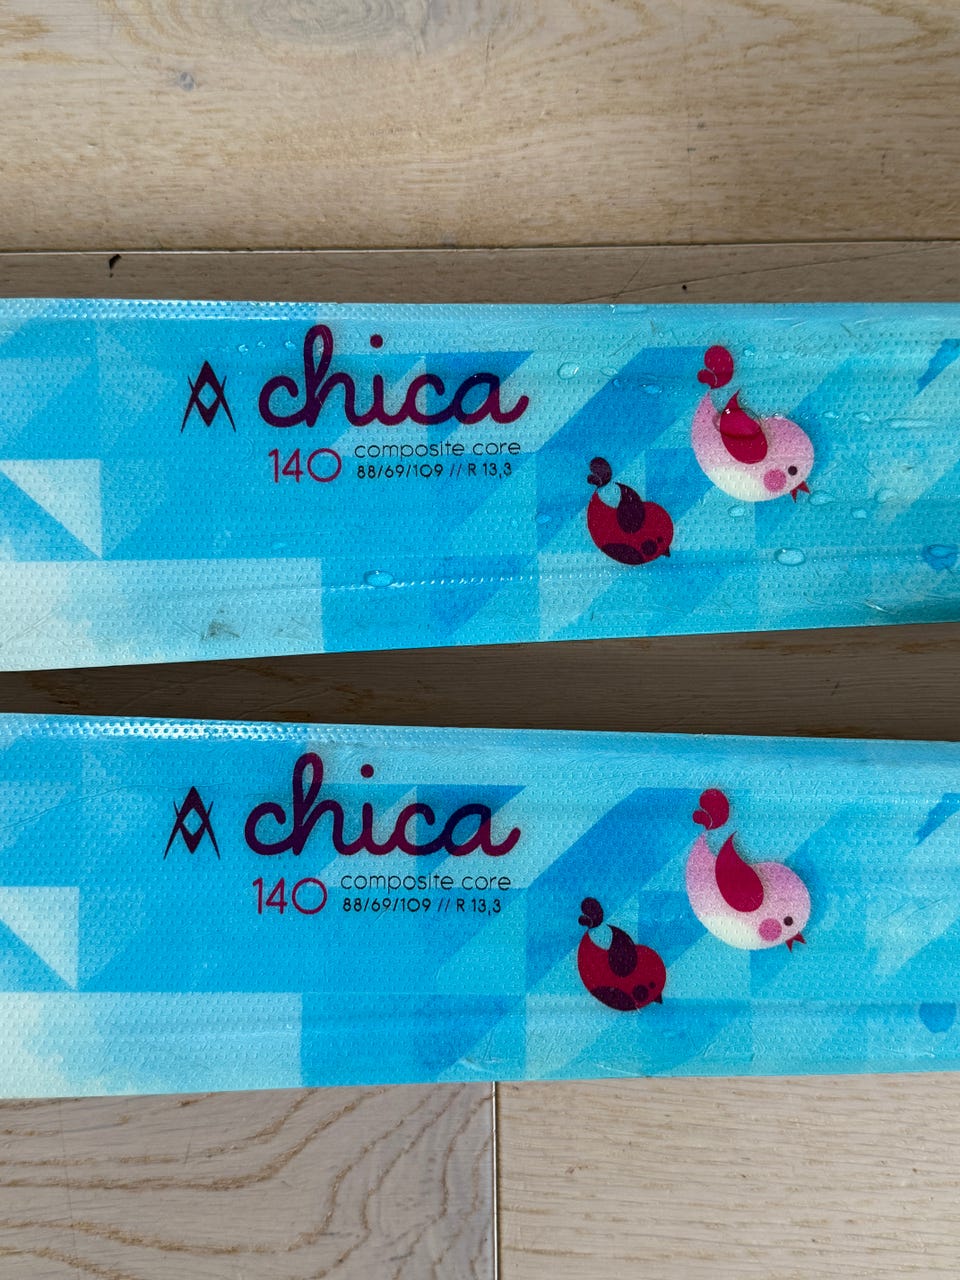 chica
140 composite core
88/69/109 // R 13,3
chica
140 composite core
88/69/109 // R 13,3